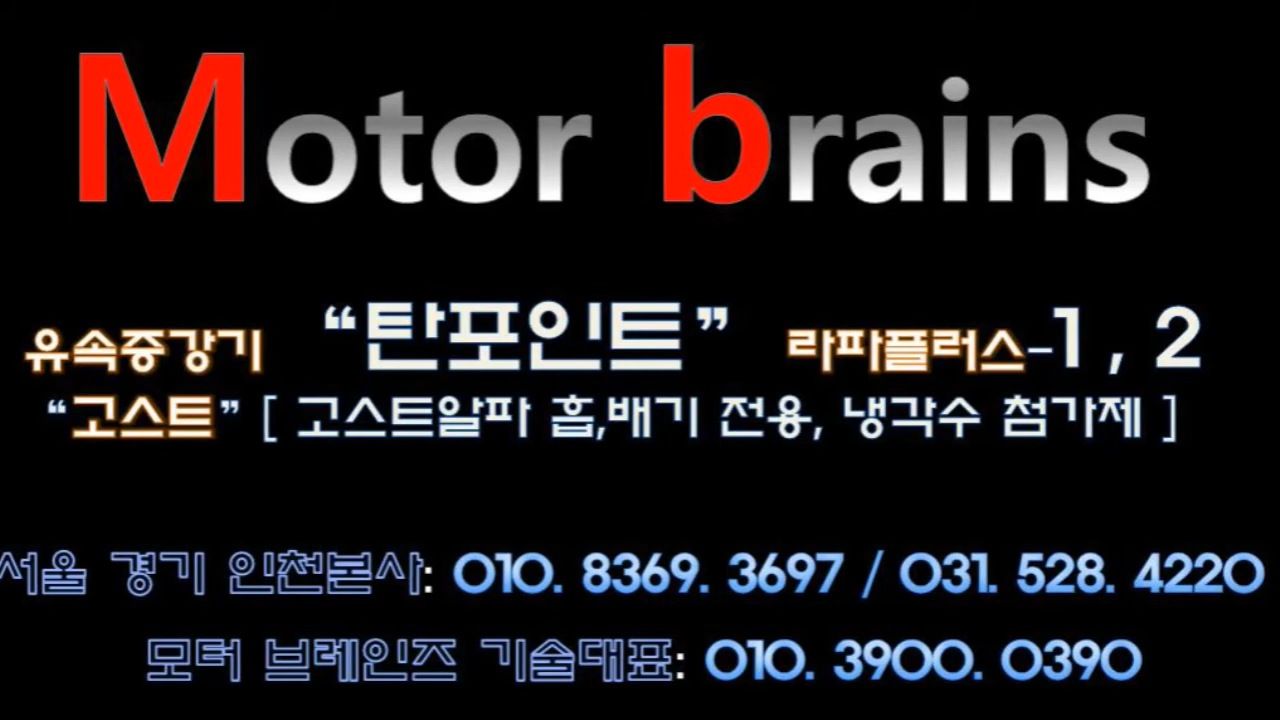 Motor brains
유속증강기 “탄포인트” 라파플러스-1, 2
“고스트” [ 고스트알파 흡,배기 전용, 냉각수 첨가제 ]
서울 경기 인천본사: 010. 8369. 3697 / 031. 528. 4220
모터 브레인즈 기술대표: 010. 3900. 0390